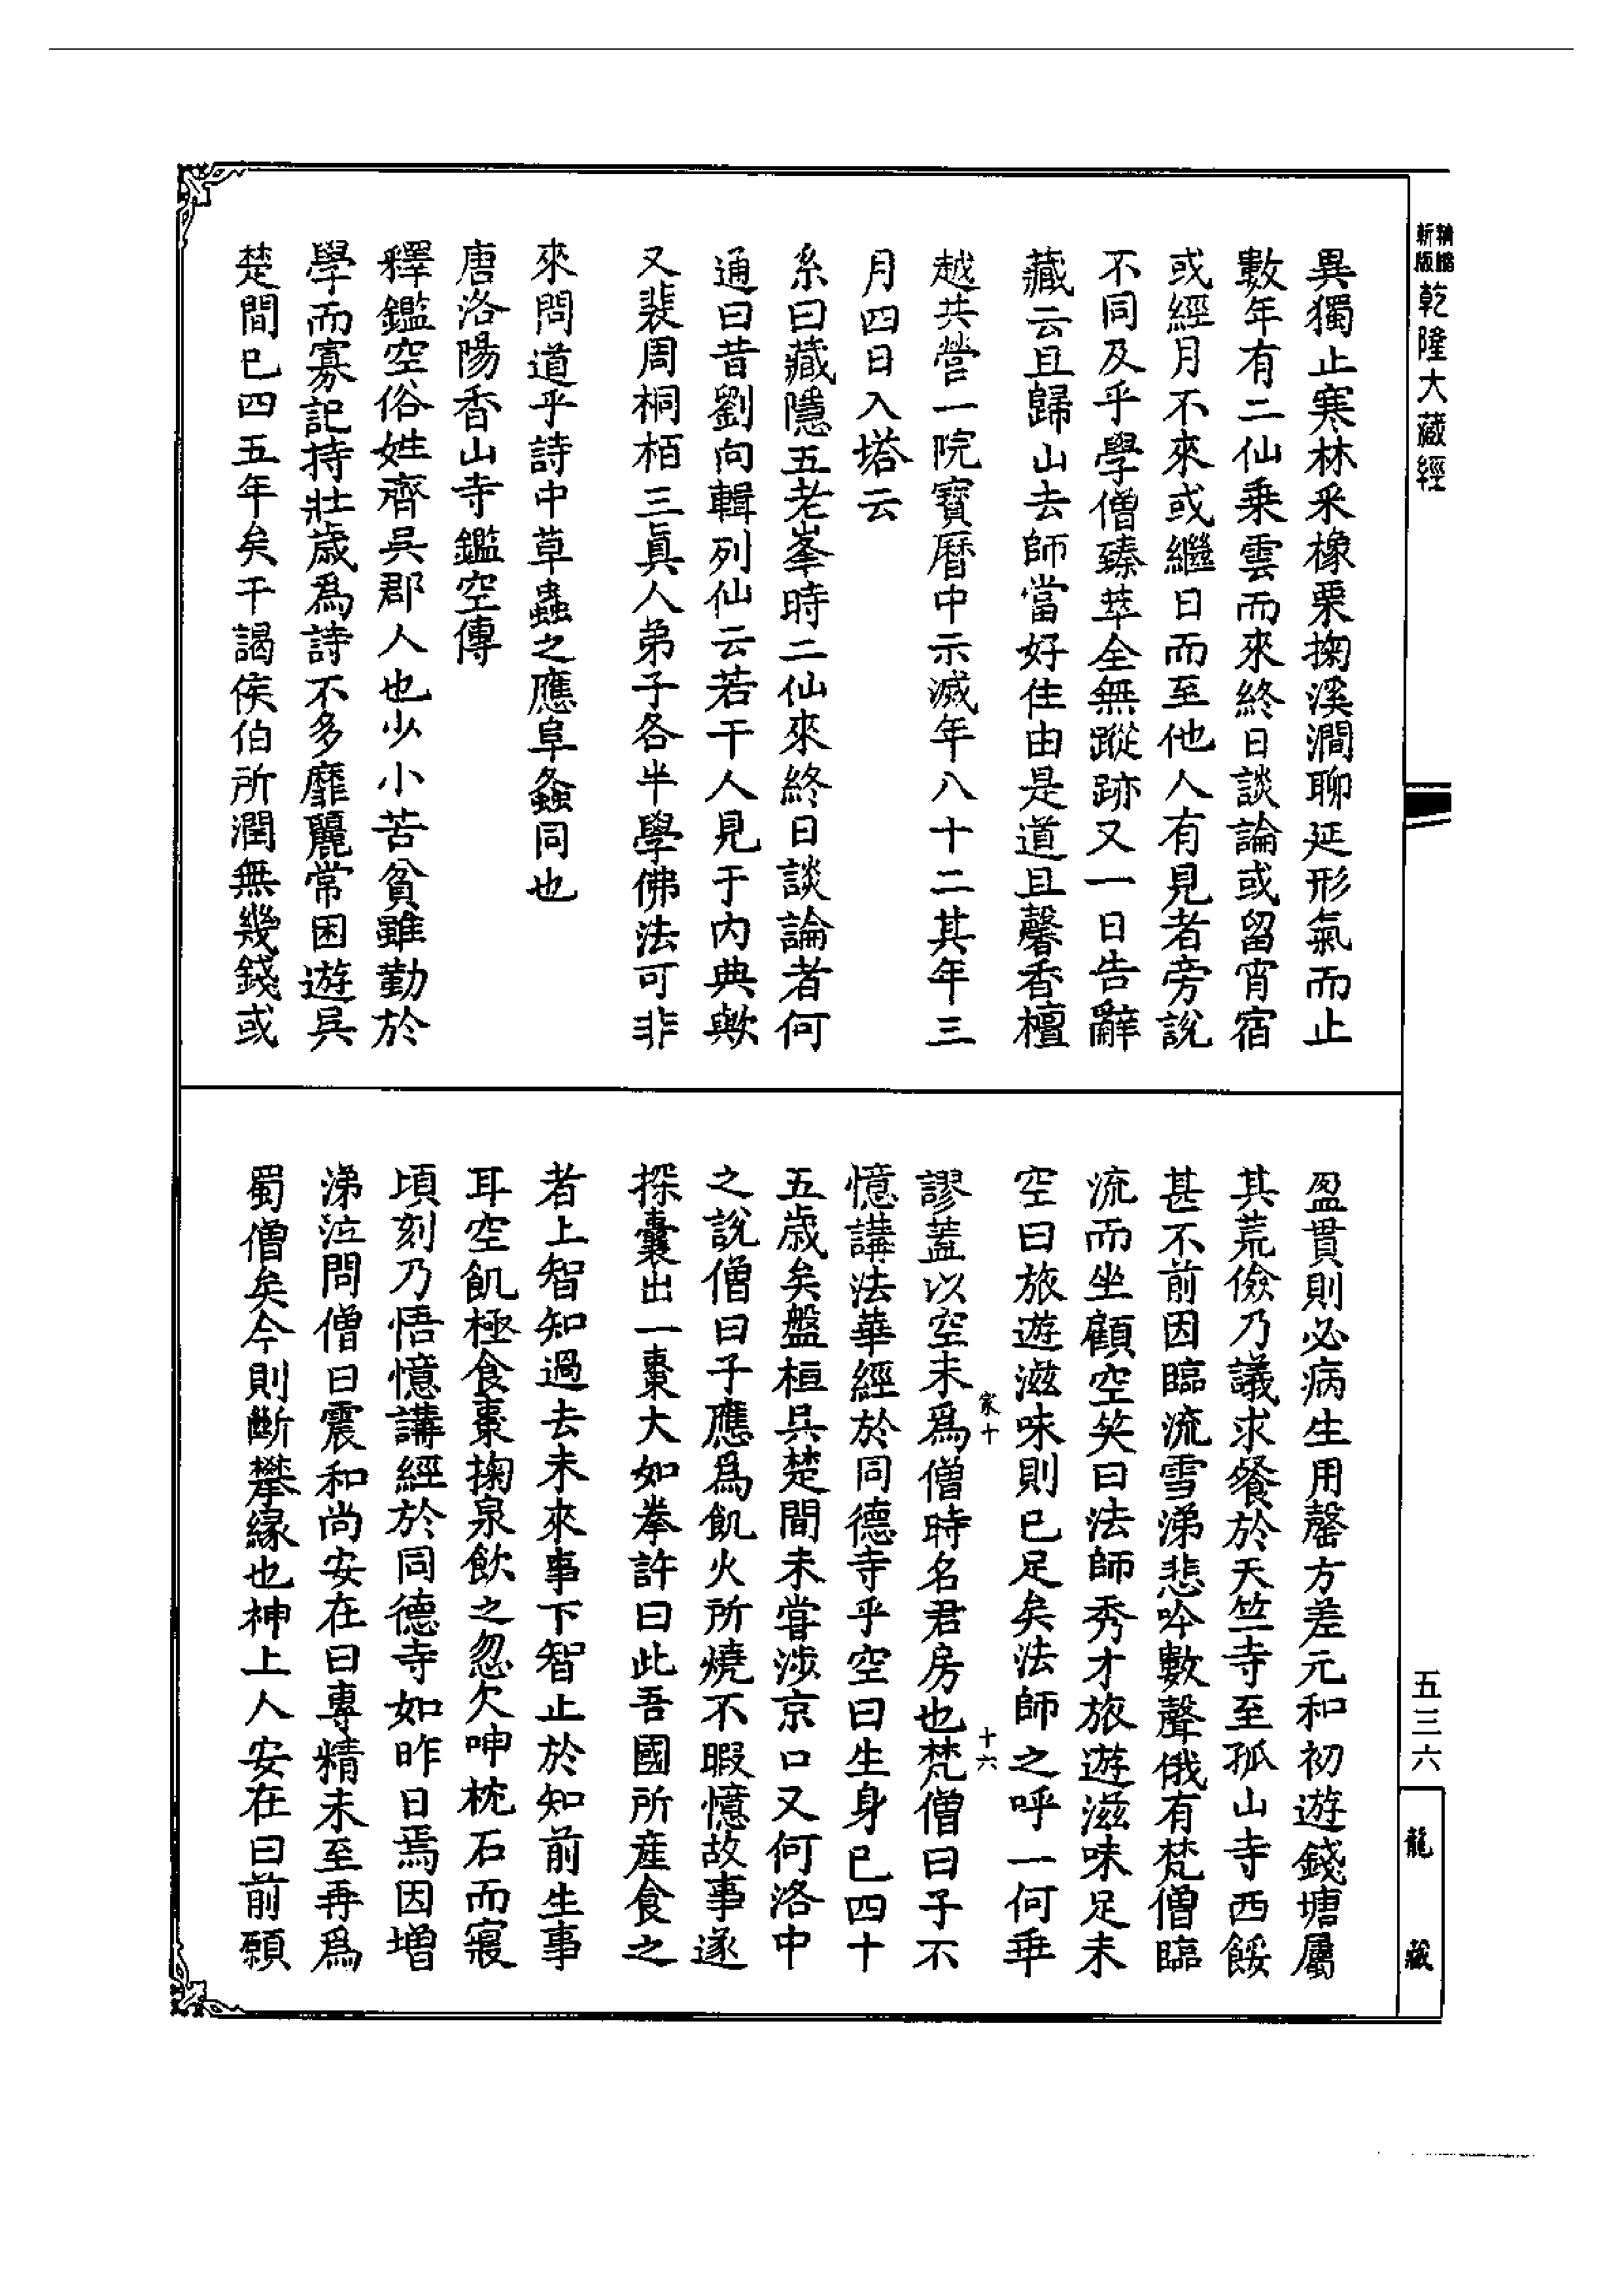 新版
精縮
乾隆大藏經
異獨止寒林采橡栗掬溪澗聊延形氣而止
數年有二仙乘雲而來終日談論或留宵宿
或經月不來或繼日而至他人有見者旁說
不同及乎學僧臻萃全無蹤跡又一日告辭
藏云且歸山去師當好住由是道且馨香檀
越共營一院寶曆中示滅年八十二其年三
月四日入塔云
系曰藏隱五老峯時二仙來終日談論者何
通曰昔劉向輯列仙云若干人見于內典歟
又裴周桐栢三眞人弟子各半學佛法可非
來問道乎詩中草蟲之應阜螽同也
唐洛陽香山寺鑑空傳
釋鑑空俗姓齊吳郡人也少小苦貧雖勤於
學而寡記持壯歲爲詩不多靡麗常困遊吳
楚間已四五年矣干謁侯伯所潤無幾錢或
盈貫則必病生用罄方差元和初遊錢塘屬
其荒儉乃議求餐於天竺寺至孤山寺西餒
甚不前因臨流雪涕悲吟數聲俄有梵僧臨
流而坐顧空笑曰法師秀才旅遊滋味足未
空曰旅遊滋味則已足矣法師之呼一何乖
謬蓋以空未爲僧時名君房也梵僧曰子不
憶講法華經於同德寺乎空曰生身已四十
五歲矣盤桓吳楚間未嘗涉京口又何洛中
之說僧曰子應爲飢火所燒不暇憶故事遂
探囊出一棗大如拳許曰此吾國所產食之
者上智知過去未來事下智止於知前生事
耳空飢極食棗掬泉飲之忽欠呻枕石而寢
頃刻乃悟憶講經於同德寺如昨日焉因增
涕泣問僧曰震和尚安在曰專精未至再爲
蜀僧矣今則斷攀緣也神上人安在曰前願
家十
十六
五三六
龍藏